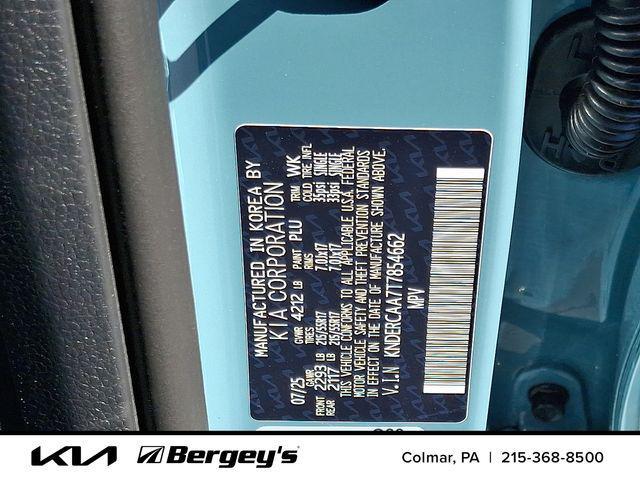 MANUFACTURED IN KOREA BY
KIA CORPORATION
07/25 GVWR 4212 LB PAINT PLU TRIM WK
GAWR TIRES RIMS COLD TIRE INFL
FRONT 2293 LB 215/55R17 7.0Jx17 35psi SINGLE
REAR 2117 LB 215/55R17 7.0Jx17 33psi SINGLE
THIS VEHICLE CONFORMS TO ALL APPLICABLE U.S.A. FEDERAL
MOTOR VEHICLE SAFETY AND THEFT PREVENTION STANDARDS
IN EFFECT ON THE DATE OF MANUFACTURE SHOWN ABOVE.
V.I.N KNDERCAA7T7854662
MPV
KIA Bergey's Colmar, PA | 215-368-8500